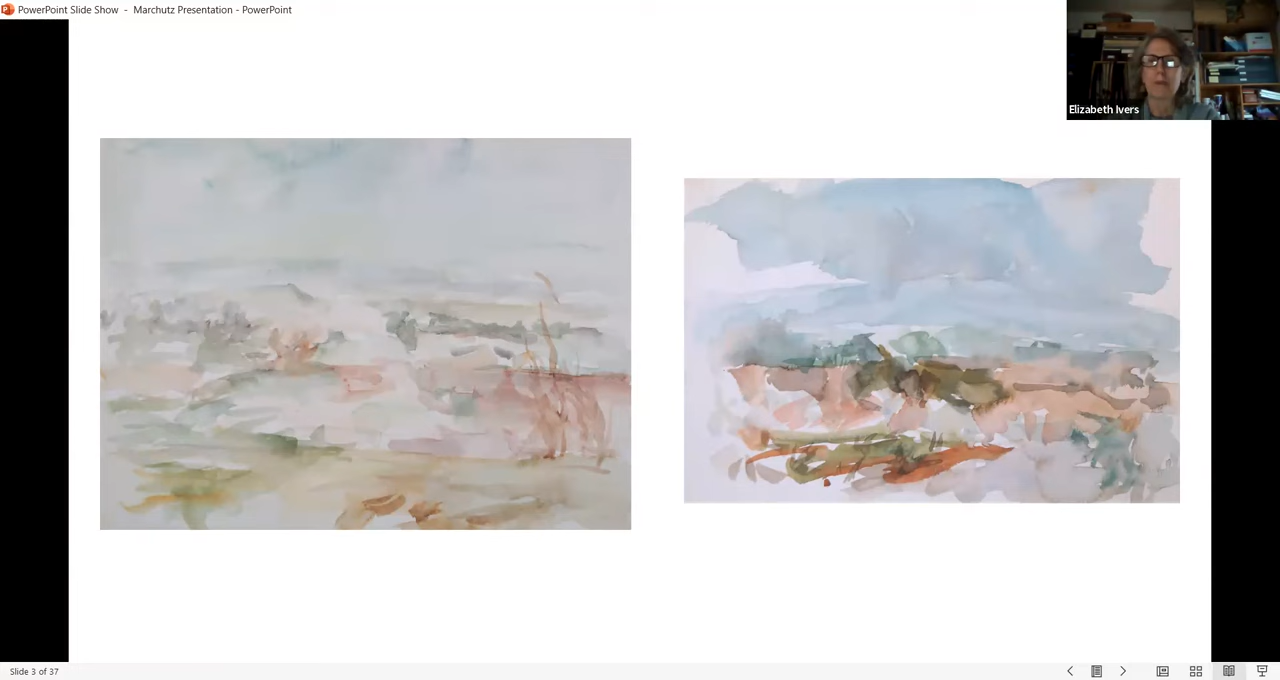 PowerPoint Slide Show - Marchutz Presentation - PowerPoint
Elizabeth Ivers
Slide 3 of 37